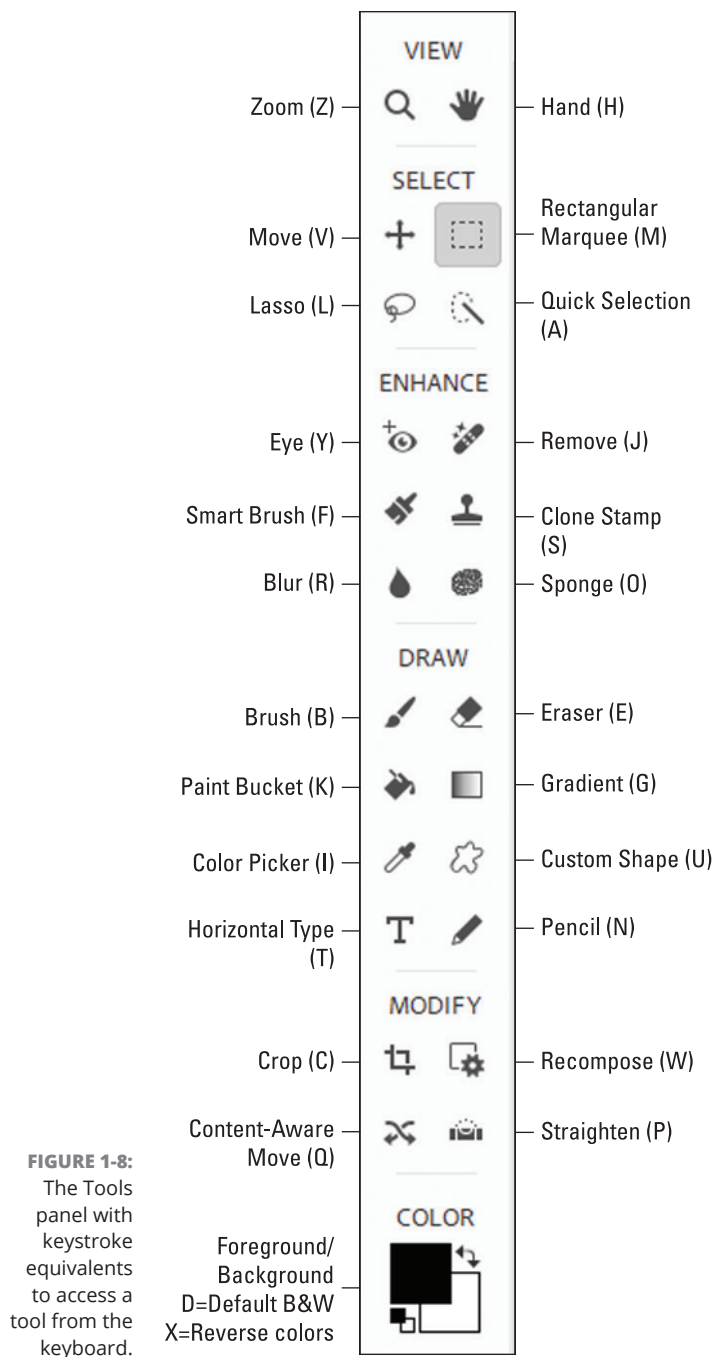 VIEW
Zoom (Z)
Hand (H)
SELECT
Move (V)
Rectangular
Marquee (M)
Lasso (L)
Quick Selection
(A)
ENHANCE
Eye (Y)
Remove (J)
Smart Brush (F)
Clone Stamp
(S)
Blur (R)
Sponge (O)
DRAW
Brush (B)
Eraser (E)
Paint Bucket (K)
Gradient (G)
Color Picker (I)
Custom Shape (U)
Horizontal Type
(T)
Pencil (N)
MODIFY
Crop (C)
Recompose (W)
Content-Aware
Move (Q)
Straighten (P)
COLOR
Foreground/
Background
D=Default B&W
X=Reverse colors
FIGURE 1-8:
The Tools
panel with
keystroke
equivalents
to access a
tool from the
keyboard.